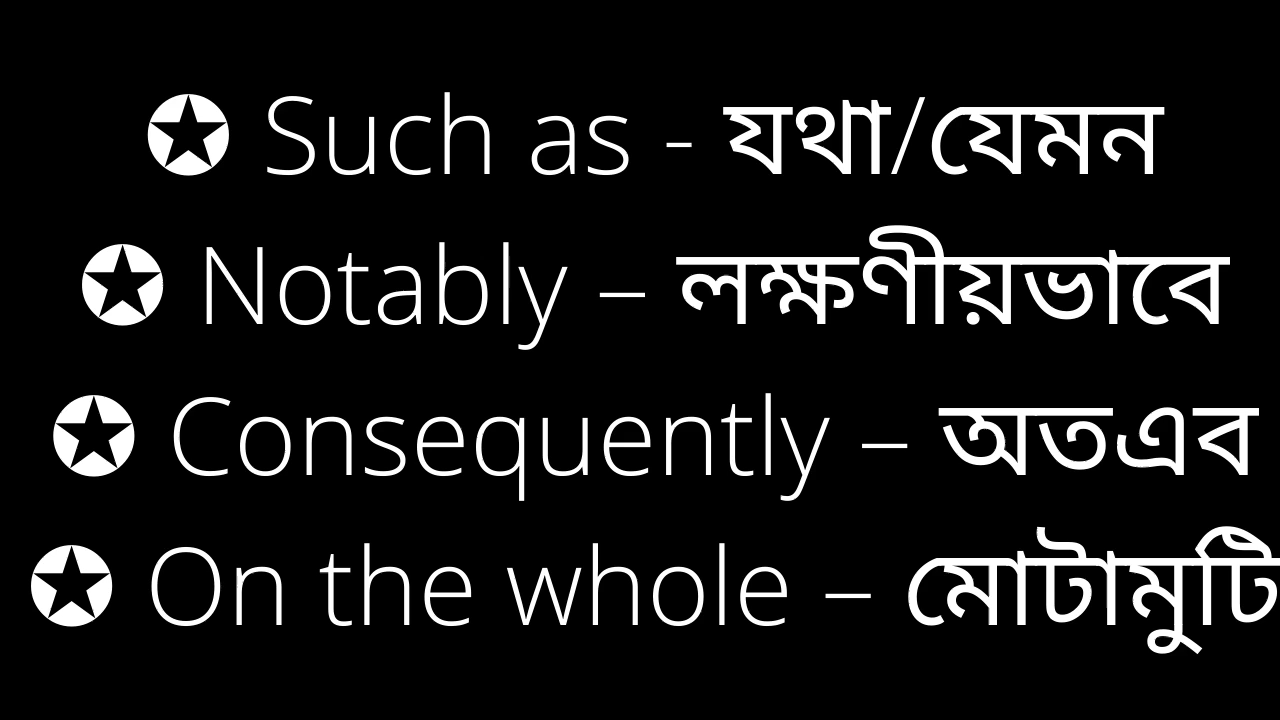 ✪ Such as - যথা/যেমন
✪ Notably – লক্ষণীয়ভাবে
✪ Consequently – অতএব
✪ On the whole – মোটামুটি